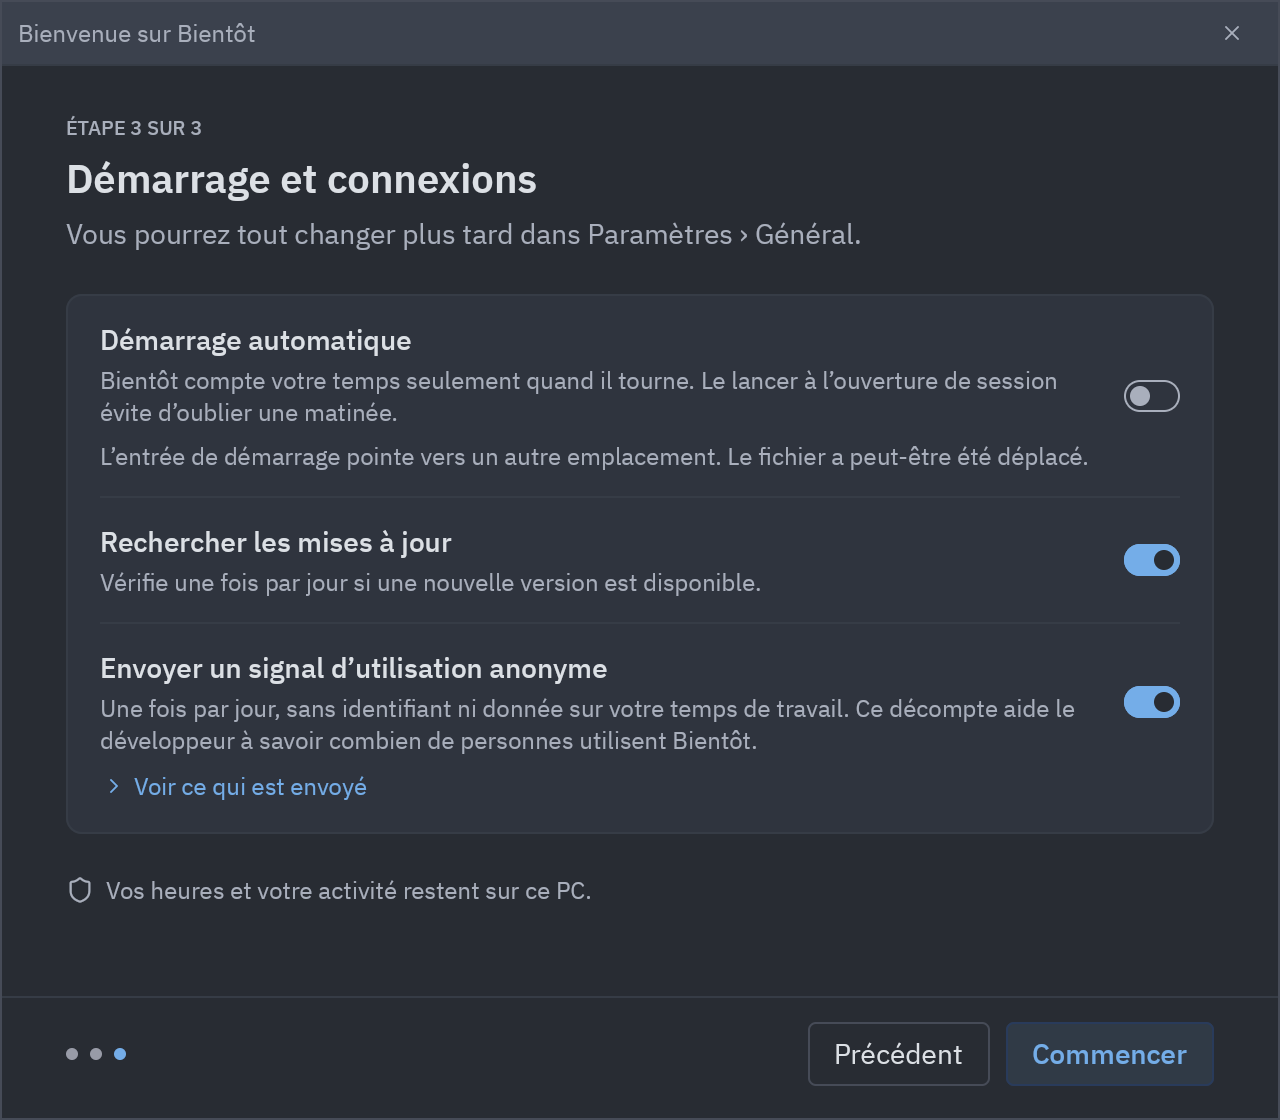 Bienvenue sur Bientôt
ÉTAPE 3 SUR 3
Démarrage et connexions
Vous pourrez tout changer plus tard dans Paramètres › Général.
Démarrage automatique
Bientôt compte votre temps seulement quand il tourne. Le lancer à l’ouverture de session
évite d’oublier une matinée.
L’entrée de démarrage pointe vers un autre emplacement. Le fichier a peut-être été déplacé.
Rechercher les mises à jour
Vérifie une fois par jour si une nouvelle version est disponible.
Envoyer un signal d’utilisation anonyme
Une fois par jour, sans identifiant ni donnée sur votre temps de travail. Ce décompte aide le
développeur à savoir combien de personnes utilisent Bientôt.
Voir ce qui est envoyé
Vos heures et votre activité restent sur ce PC.
Précédent
Commencer